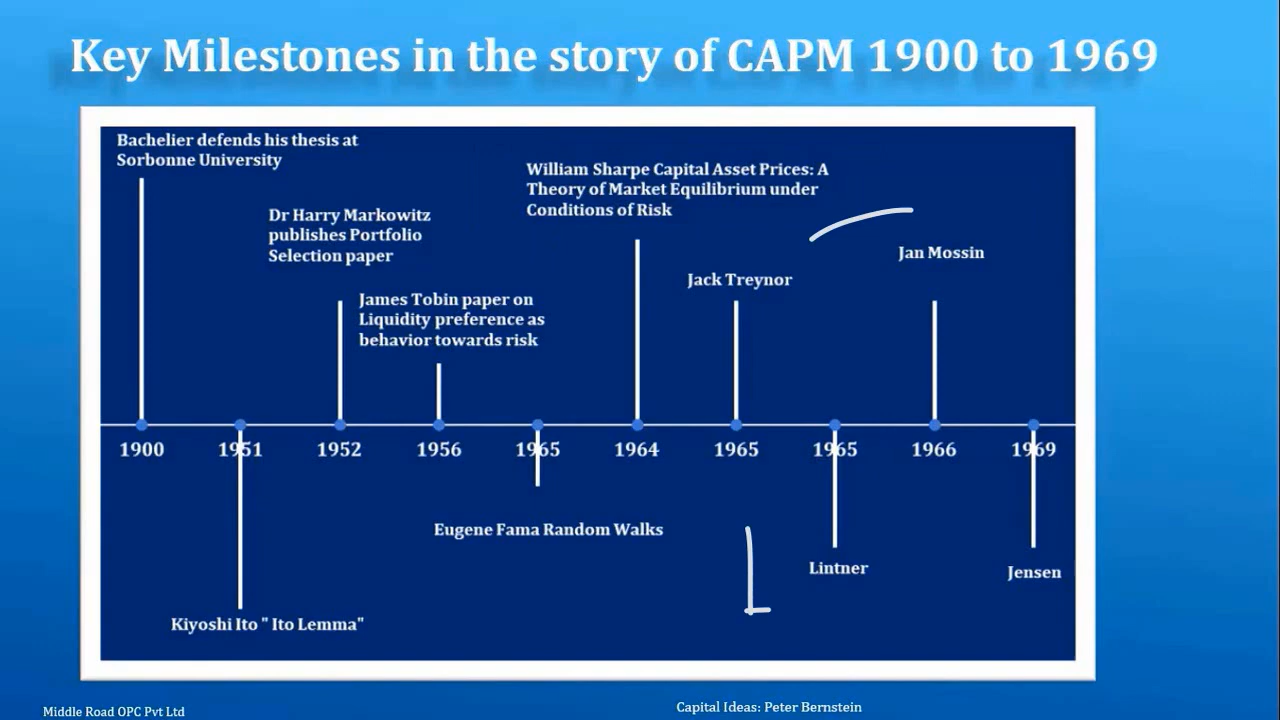 Key Milestones in the story of CAPM 1900 to 1969
Bachelier defends his thesis at
Sorbonne University
Dr Harry Markowitz
publishes Portfolio
Selection paper
James Tobin paper on
Liquidity preference as
behavior towards risk
William Sharpe Capital Asset Prices: A
Theory of Market Equilibrium under
Conditions of Risk
Jack Treynor
Jan Mossin
1900 1951 1952 1956 1965 1964 1965 1965 1966 1969
Eugene Fama Random Walks
Lintner
Jensen
Kiyoshi Ito " Ito Lemma"
Middle Road OPC Pvt Ltd
Capital Ideas: Peter Bernstein